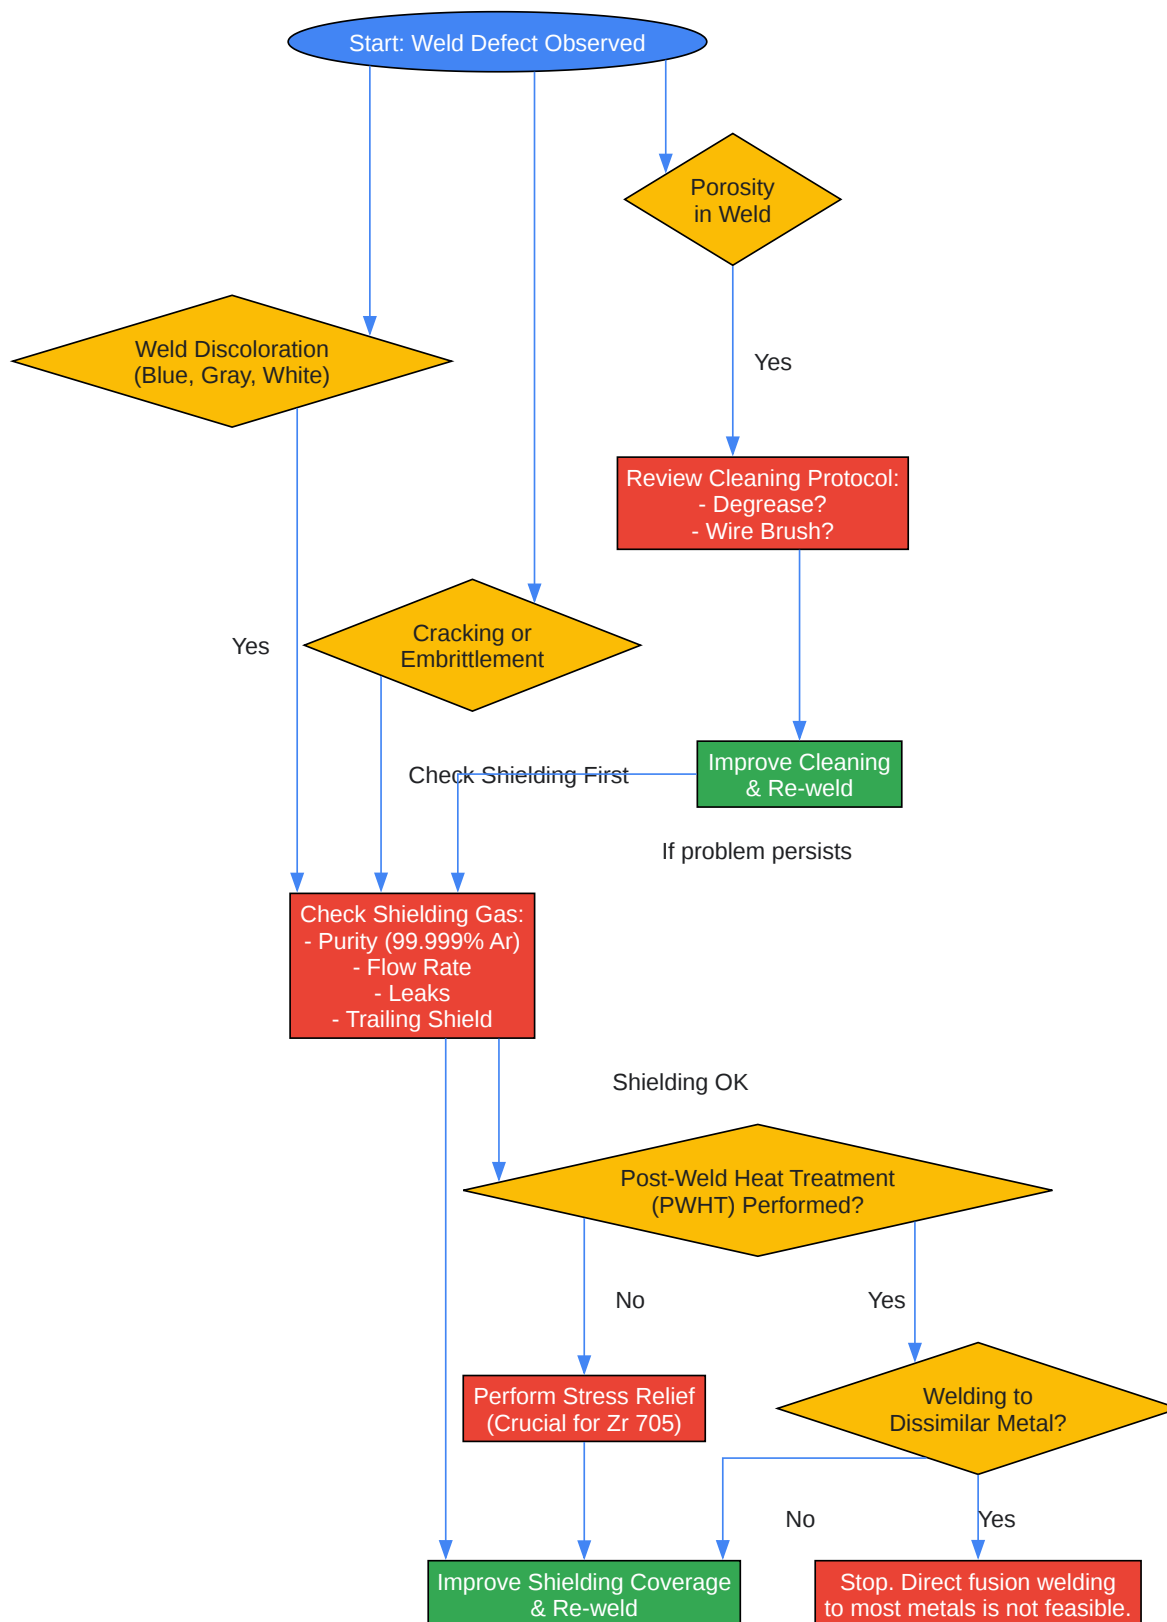 Start: Weld Defect Observed
Porosity
in Weld
Weld Discoloration
(Blue, Gray, White)
Yes
Review Cleaning Protocol:
- Degrease?
- Wire Brush?
Cracking or
Embrittlement
Yes
Check Shielding First
Improve Cleaning
& Re-weld
If problem persists
Check Shielding Gas:
- Purity (99.999% Ar)
- Flow Rate
- Leaks
- Trailing Shield
Shielding OK
Post-Weld Heat Treatment
(PWHT) Performed?
No
Yes
Perform Stress Relief
(Crucial for Zr 705)
Welding to
Dissimilar Metal?
No
Yes
Improve Shielding Coverage
& Re-weld
Stop. Direct fusion welding
to most metals is not feasible.